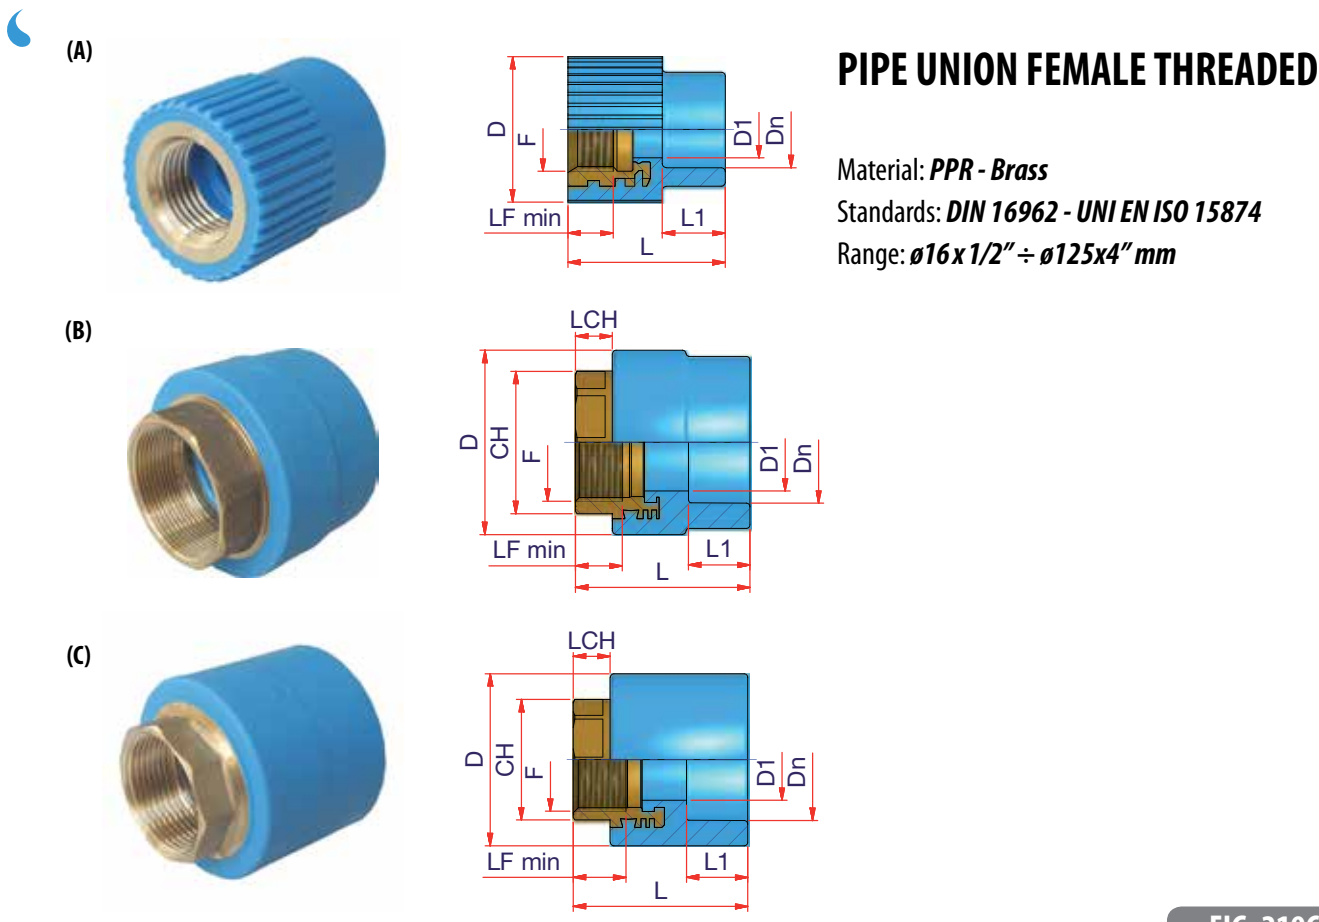 (A)
PIPE UNION FEMALE THREADED
Material: PPR - Brass
Standards: DIN 16962 - UNI EN ISO 15874
Range: ø16 x 1/2” ÷ ø125x4” mm
D
F
D1
Dn
LF min
L1
L
(B)
LCH
D
CH
F
D1
Dn
LF min
L1
L
(C)
LCH
D
CH
F
D1
Dn
LF min
L1
L